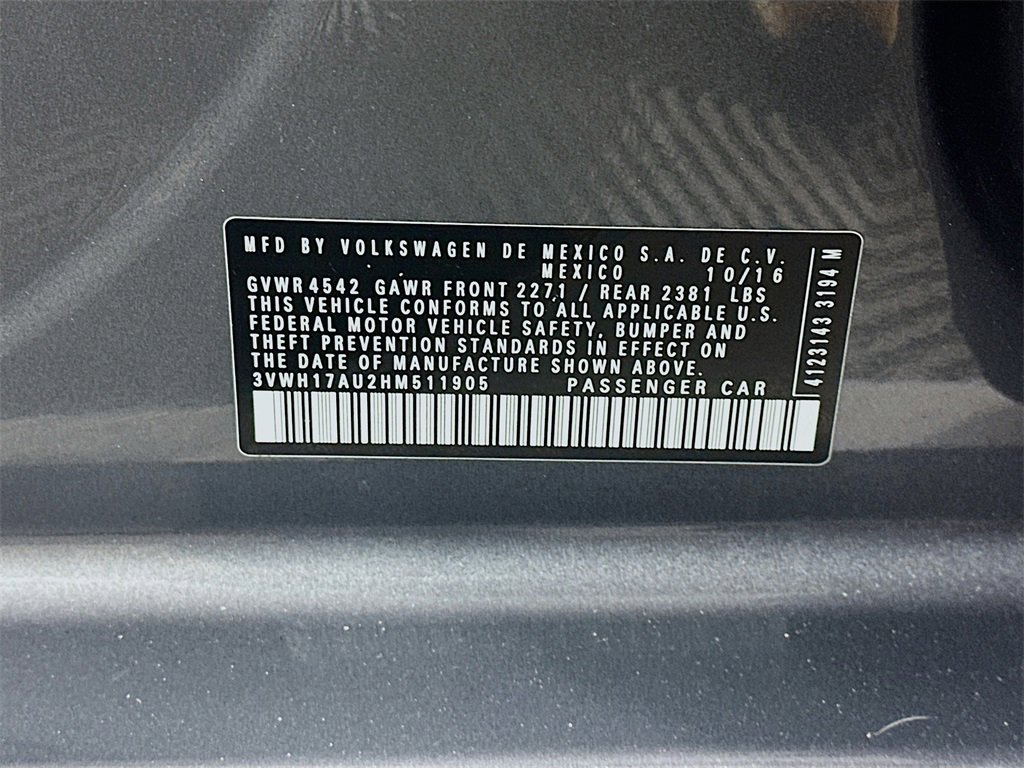 MFD BY VOLKSWAGEN DE MEXICO S.A. DE C.V.
MEXICO 10/16
GVWR 4542 GAWR FRONT 2271 / REAR 2381 LBS
THIS VEHICLE CONFORMS TO ALL APPLICABLE U.S.
FEDERAL MOTOR VEHICLE SAFETY, BUMPER AND
THEFT PREVENTION STANDARDS IN EFFECT ON
THE DATE OF MANUFACTURE SHOWN ABOVE.
3VWH17AU2HM511905 PASSENGER CAR
4123143 3194 M